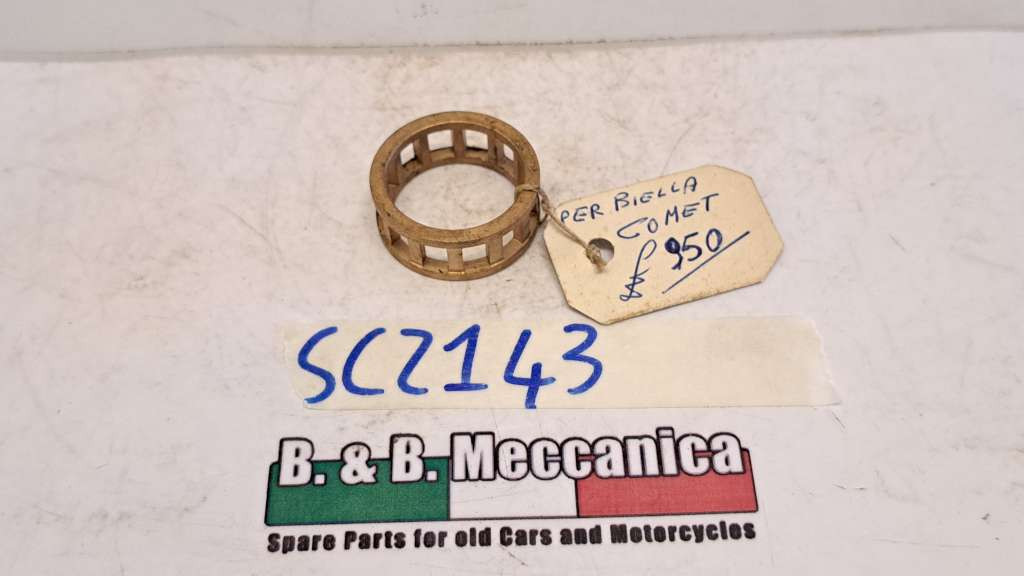 PER BIELLA
COMET
£ 950
SC2143
B. & B. Meccanica
Spare Parts for old Cars and Motorcycles